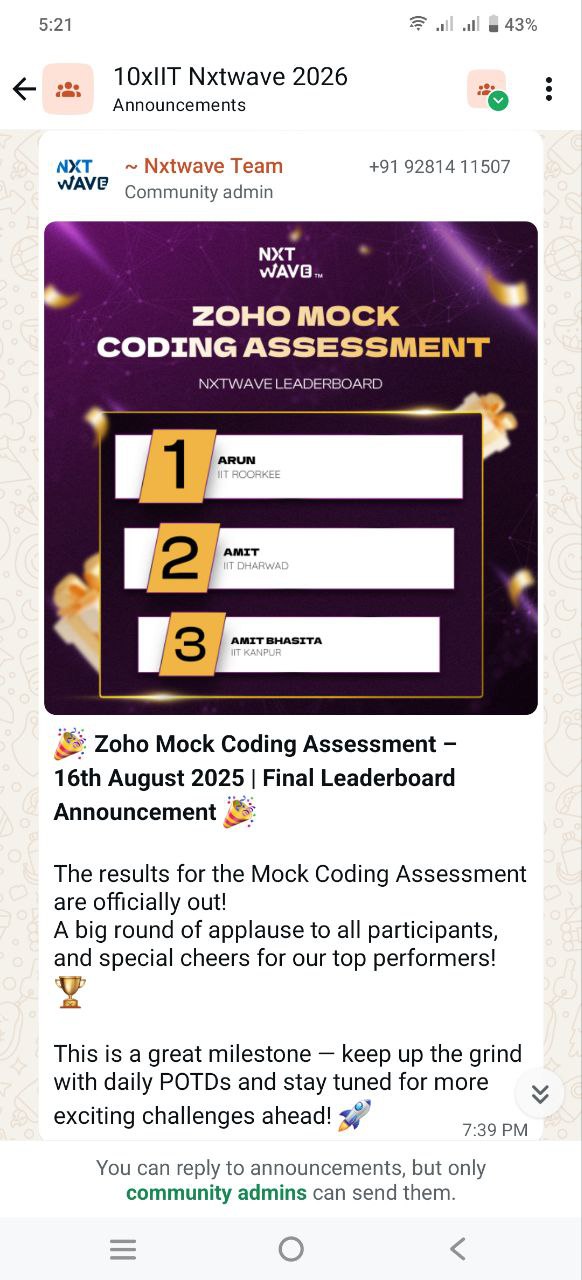 5:21
43%
10xIIT Nxtwave 2026
Announcements
NXT
WAVE
~ Nxtwave Team
+91 92814 11507
Community admin
NXT
WAVE™
ZOHO MOCK
CODING ASSESSMENT
NXTWAVE LEADERBOARD
1
ARUN
IIT ROORKEE
2
AMIT
IIT DHARWAD
3
AMIT BHASITA
IIT KANPUR
🎉 Zoho Mock Coding Assessment –
16th August 2025 | Final Leaderboard
Announcement 🎉
The results for the Mock Coding Assessment
are officially out!
A big round of applause to all participants,
and special cheers for our top performers!
🏆
This is a great milestone — keep up the grind
with daily POTDs and stay tuned for more
exciting challenges ahead! 🚀
7:39 PM
You can reply to announcements, but only
community admins can send them.